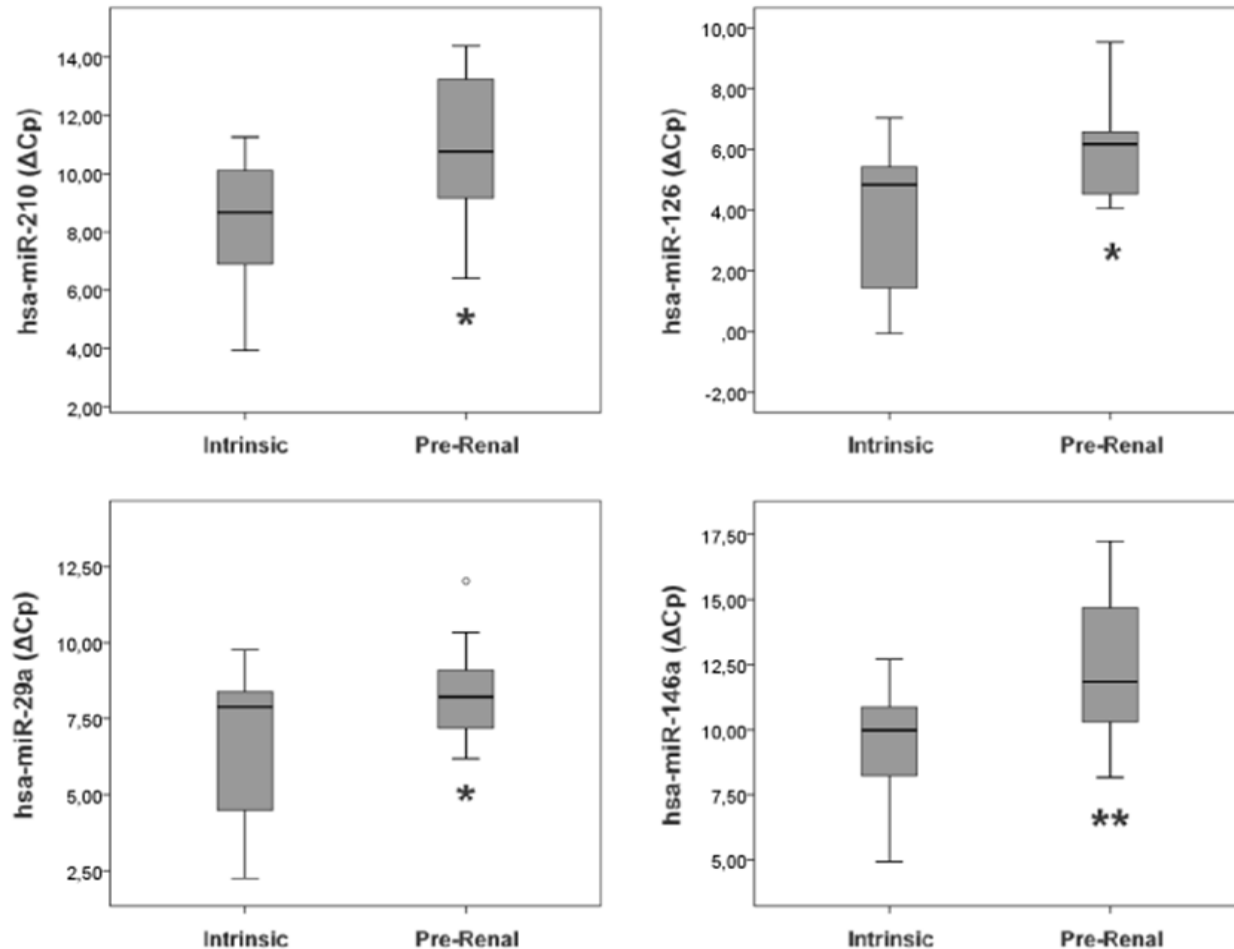 hsa-miR-210 (ΔCp)
14,00
12,00
10,00
8,00
6,00
4,00
2,00
*
Intrinsic
Pre-Renal
hsa-miR-126 (ΔCp)
10,00
8,00
6,00
4,00
2,00
,00
-2,00
*
Intrinsic
Pre-Renal
hsa-miR-29a (ΔCp)
12,50
10,00
7,50
5,00
2,50
*
Intrinsic
Pre-Renal
hsa-miR-146a (ΔCp)
17,50
15,00
12,50
10,00
7,50
5,00
**
Intrinsic
Pre-Renal